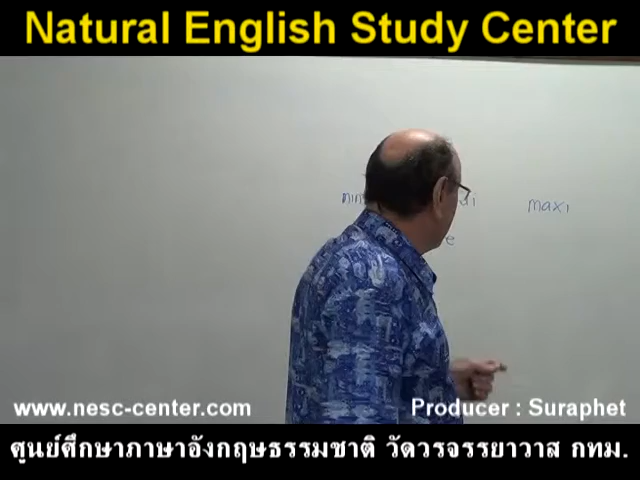 Natural English Study Center
maxi
www.nesc-center.com
Producer : Suraphet
ศูนย์ศึกษาภาษาอังกฤษธรรมชาติ วัดวรจรรยาวาส กทม.